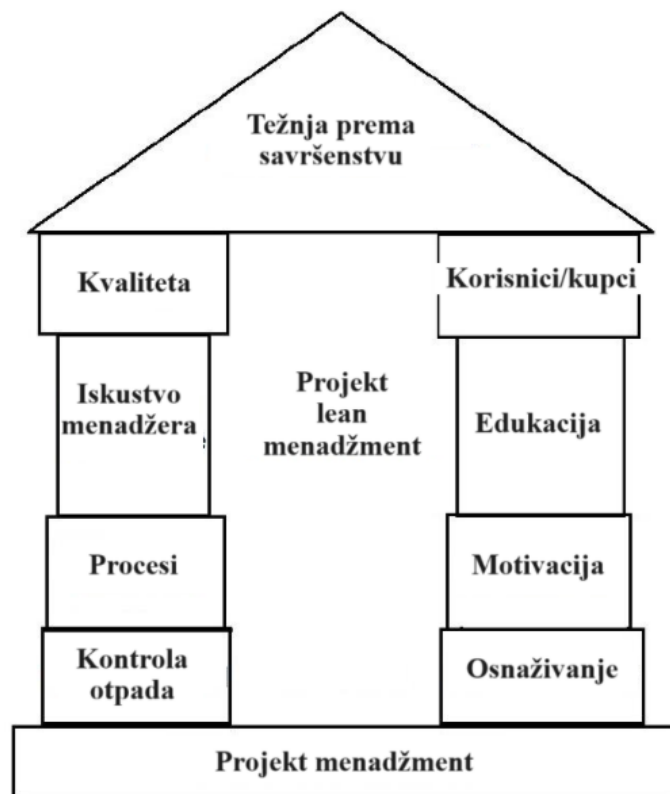 Težnja prema
savršenstvu
Kvaliteta
Korisnici/kupci
Iskustvo
menadžera
Projekt
lean
menadžment
Edukacija
Procesi
Motivacija
Kontrola
otpada
Osnaživanje
Projekt menadžment